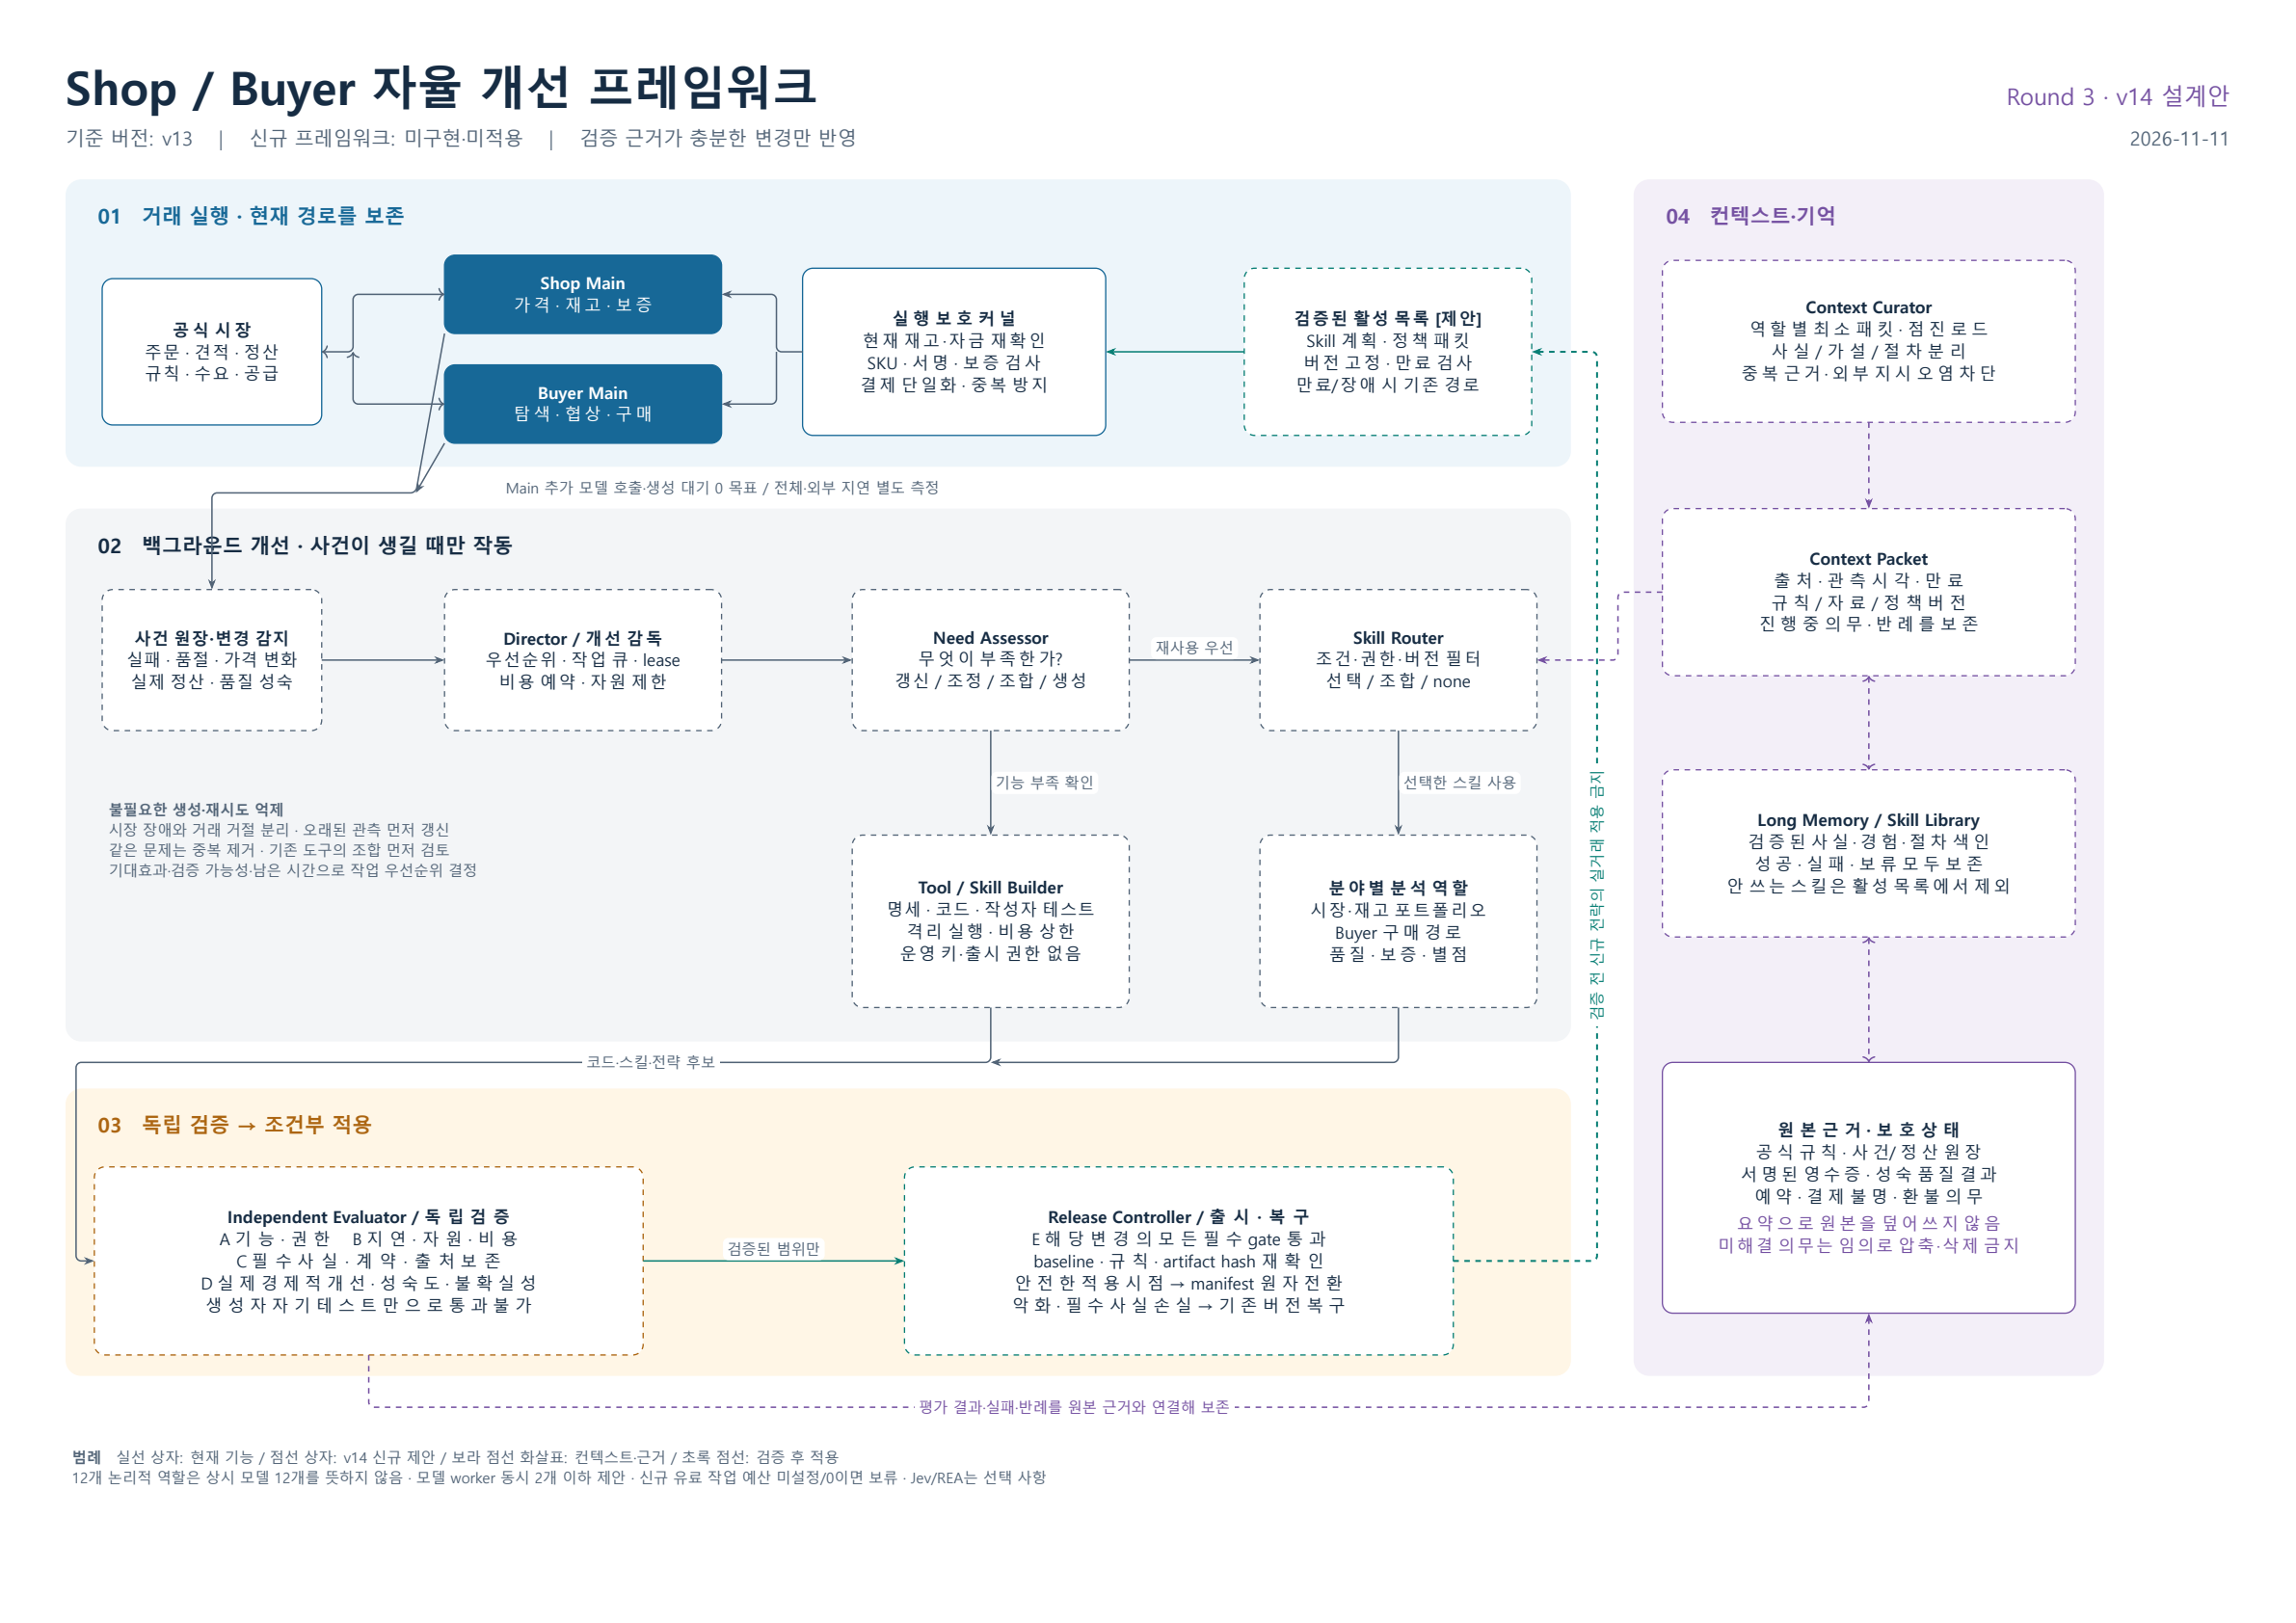 Shop / Buyer 자율 개선 프레임워크
Round 3 · v14 설계안
기준 버전: v13 | 신규 프레임워크: 미구현·미적용 | 검증 근거가 충분한 변경만 반영
2026-11-11
01 거래 실행 · 현재 경로를 보존
공식 시장
주문 · 견적 · 정산
규칙 · 수요 · 공급
Shop Main
가격 · 재고 · 보증
Buyer Main
탐색 · 협상 · 구매
실행 보호 커널
현재 재고·자금 재확인
SKU · 서명 · 보증 검사
결제 단일화 · 중복 방지
검증된 활성 목록 [제안]
Skill 계획 · 정책 패킷
버전 고정 · 만료 검사
만료/장애 시 기존 경로
Main 추가 모델 호출·생성 대기 0 목표 / 전체·외부 지연 별도 측정
02 백그라운드 개선 · 사건이 생길 때만 작동
사건 원장·변경 감지
실패 · 품절 · 가격 변화
실제 정산 · 품질 성숙
Director / 개선 감독
우선순위 · 작업 큐 · lease
비용 예약 · 자원 제한
Need Assessor
무엇이 부족한가?
갱신 / 조정 / 조합 / 생성
재사용 우선
Skill Router
조건·권한·버전 필터
선택 / 조합 / none
기능 부족 확인
선택한 스킬 사용
불필요한 생성·재시도 억제
시장 장애와 거래 거절 분리 · 오래된 관측 먼저 갱신
같은 문제는 중복 제거 · 기존 도구의 조합 먼저 검토
기대효과·검증 가능성·남은 시간으로 작업 우선순위 결정
Tool / Skill Builder
명세 · 코드 · 작성자 테스트
격리 실행 · 비용 상한
운영 키·출시 권한 없음
분야별 분석 역할
시장·재고 포트폴리오
Buyer 구매 경로
품질 · 보증 · 별점
코드·스킬·전략 후보
03 독립 검증 → 조건부 적용
Independent Evaluator / 독립 검증
A 기능 · 권한 B 지연 · 자원 · 비용
C 필수 사실 · 계약 · 출처 보존
D 실제 경제적 개선 · 성숙도 · 불확실성
생성자 자기 테스트만으로 통과 불가
검증된 범위만
Release Controller / 출시 · 복구
E 해당 변경의 모든 필수 gate 통과
baseline · 규칙 · artifact hash 재확인
안전한 적용 시점 → manifest 원자 전환
악화 · 필수 사실 손실 → 기존 버전 복구
검증 전 신규 전략의 실거래 적용 금지
04 컨텍스트·기억
Context Curator
역할별 최소 패킷 · 점진 로드
사실 / 가설 / 절차 분리
중복 근거·외부 지시 오염 차단
Context Packet
출처 · 관측 시각 · 만료
규칙 / 자료 / 정책 버전
진행 중 의무 · 반례를 보존
Long Memory / Skill Library
검증된 사실 · 경험 · 절차 색인
성공 · 실패 · 보류 모두 보존
안 쓰는 스킬은 활성 목록에서 제외
원본 근거 · 보호 상태
공식 규칙 · 사건/정산 원장
서명된 영수증 · 성숙 품질 결과
예약 · 결제 불명 · 환불 의무
요약으로 원본을 덮어쓰지 않음
미해결 의무는 임의로 압축·삭제 금지
평가 결과·실패·반례를 원본 근거와 연결해 보존
범례 실선 상자: 현재 기능 / 점선 상자: v14 신규 제안 / 보라 점선 화살표: 컨텍스트·근거 / 초록 점선: 검증 후 적용
12개 논리적 역할은 상시 모델 12개를 뜻하지 않음 · 모델 worker 동시 2개 이하 제안 · 신규 유료 작업 예산 미설정/0이면 보류 · Jev/REA는 선택 사항